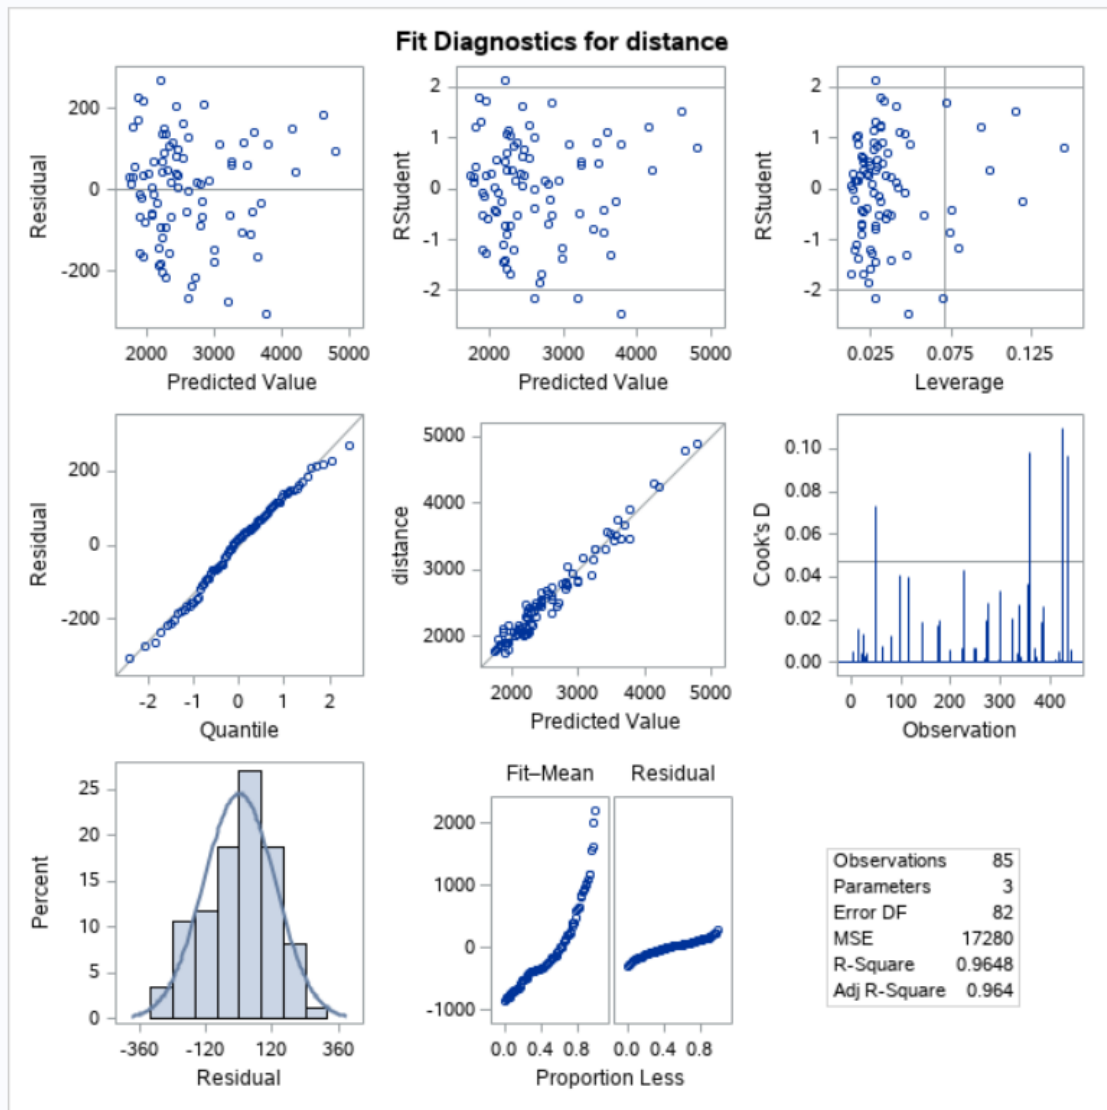 Fit Diagnostics for distance
Residual
200
0
-200
2000 3000 4000 5000
Predicted Value
RStudent
2
1
0
-1
-2
2000 3000 4000 5000
Predicted Value
RStudent
2
1
0
-1
-2
0.025 0.075 0.125
Leverage
Residual
200
0
-200
-2 -1 0 1 2
Quantile
distance
5000
4000
3000
2000
2000 3000 4000 5000
Predicted Value
Cook's D
0.10
0.08
0.06
0.04
0.02
0.00
0 100 200 300 400
Observation
Percent
25
20
15
10
5
0
-360 -120 120 360
Residual
Fit–Mean Residual
2000
1000
0
-1000
0.0 0.4 0.8 0.0 0.4 0.8
Proportion Less
Observations 85
Parameters 3
Error DF 82
MSE 17280
R-Square 0.9648
Adj R-Square 0.964